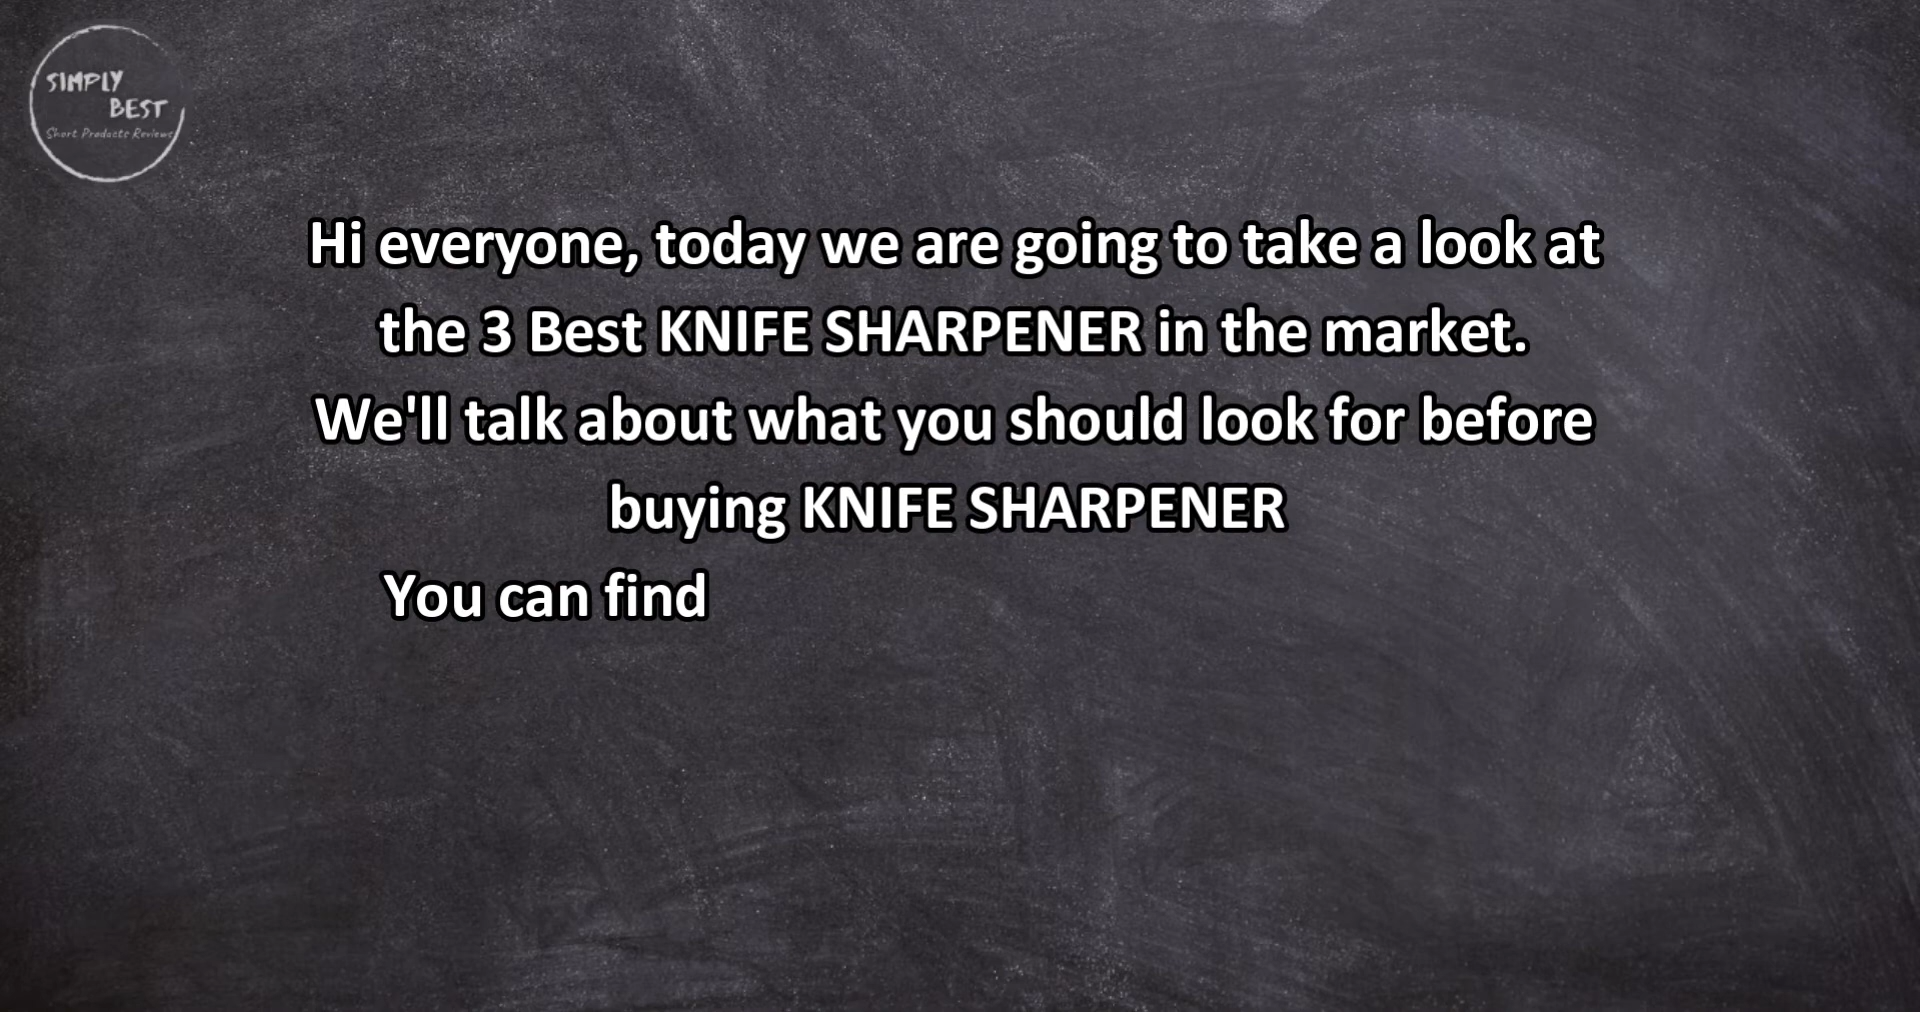 SIMPLY
BEST
Short Products Reviews
Hi everyone, today we are going to take a look at
the 3 Best KNIFE SHARPENER in the market.
We'll talk about what you should look for before
buying KNIFE SHARPENER
You can find